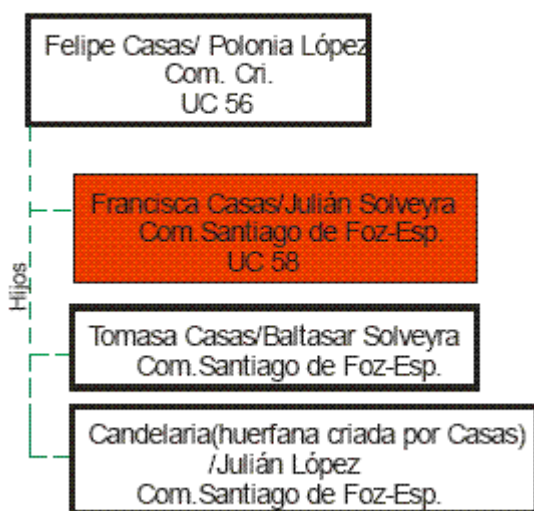 Felipe Casas/ Polonia López
Com. Cri.
UC 56
Francisca Casas/Julián Solveyra
Com.Santiago de Foz-Esp.
UC 58
Hijos
Tomasa Casas/Baltasar Solveyra
Com.Santiago de Foz-Esp.
Candelaria(huerfana criada por Casas)
/Julián López
Com.Santiago de Foz-Esp.